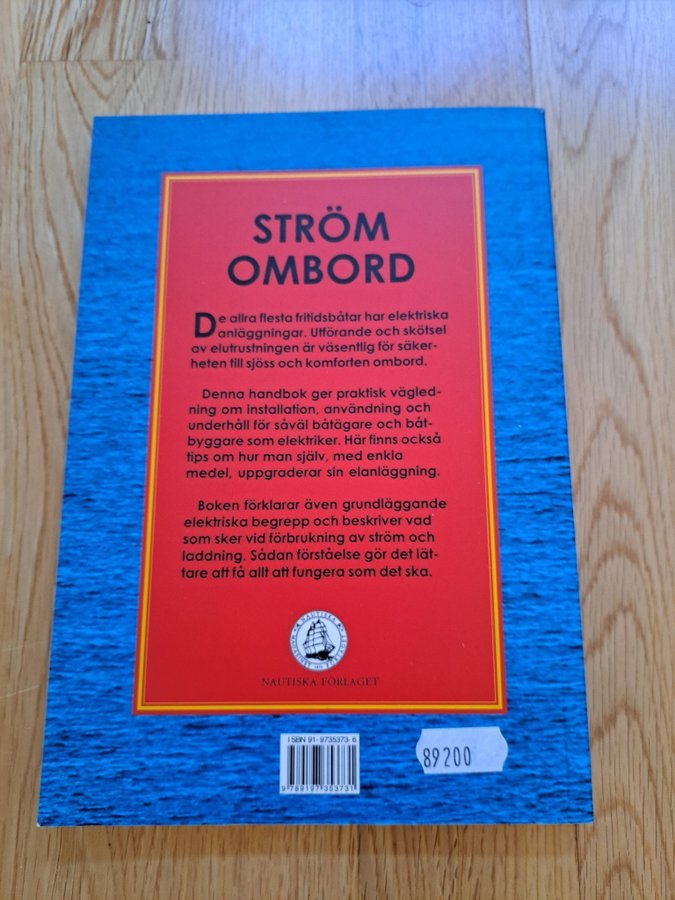 STRÖM
OMBORD
De allra flesta fritidsbåtar har elektriska
anläggningar. Utförande och skötsel
av elutrustningen är väsentlig för säker-
heten till sjöss och komforten ombord.
Denna handbok ger praktisk vägled-
ning om installation, användning och
underhåll för såväl båtägare och båt-
byggare som elektriker. Här finns också
tips om hur man själv, med enkla
medel, uppgraderar sin elanläggning.
Boken förklarar även grundläggande
elektriska begrepp och beskriver vad
som sker vid förbrukning av ström och
laddning. Sådan förståelse gör det lät-
tare att få allt att fungera som det ska.
NAUTISKA
NAUTISKA FÖRLAGET
ISBN 91-9735373-6
9789197353731
89200